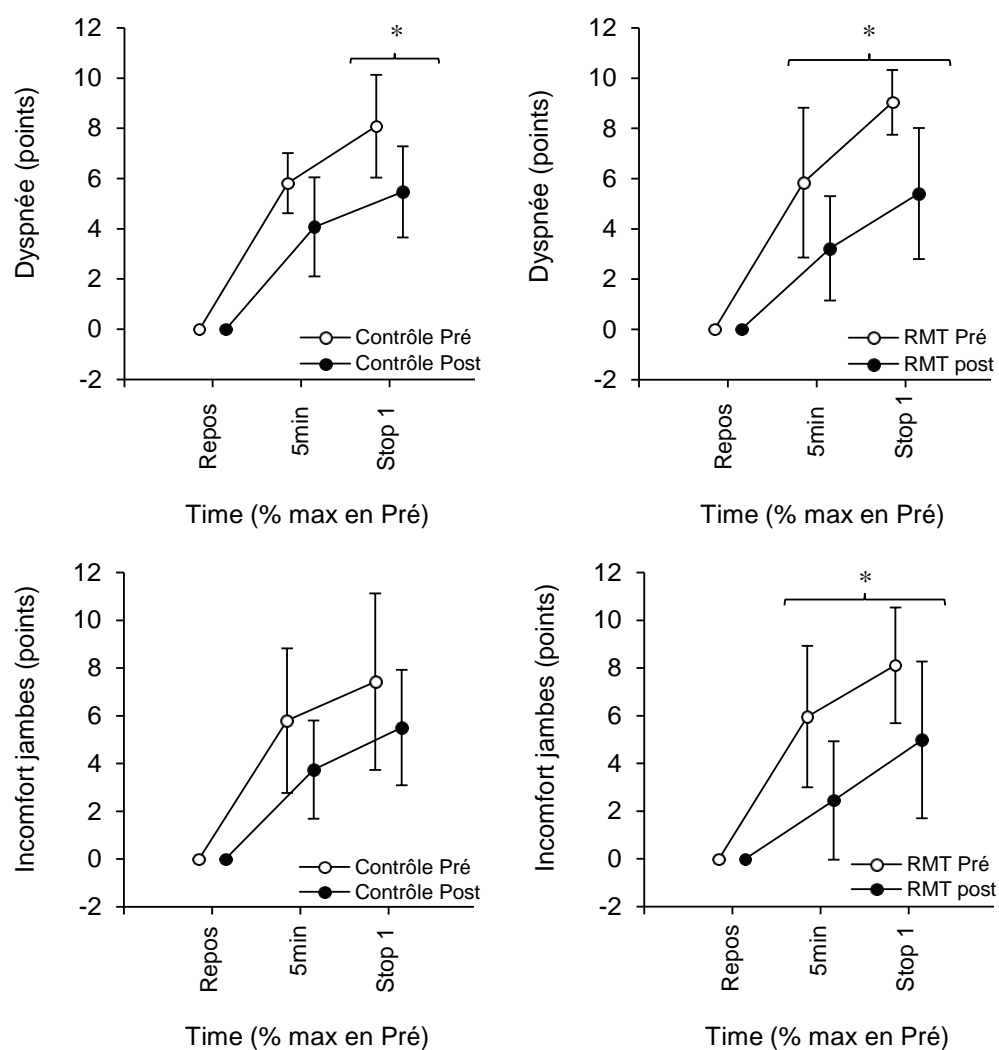 12
10
8
6
4
2
0
-2
Dyspnée (points)
*
Contrôle Pré
Contrôle Post
Repos
5min
Stop 1
Time (% max en Pré)
12
10
8
6
4
2
0
-2
Dyspnée (points)
*
RMT Pré
RMT post
Repos
5min
Stop 1
Time (% max en Pré)
12
10
8
6
4
2
0
-2
Incomfort jambes (points)
Contrôle Pré
Contrôle Post
Repos
5min
Stop 1
Time (% max en Pré)
12
10
8
6
4
2
0
-2
Incomfort jambes (points)
*
RMT Pré
RMT post
Repos
5min
Stop 1
Time (% max en Pré)